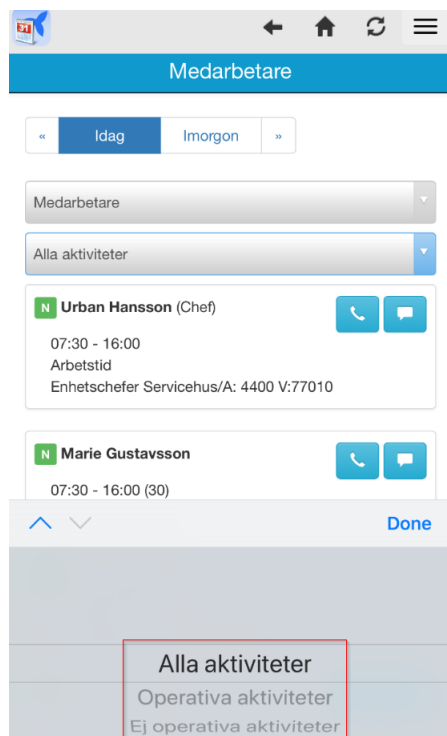 31
Medarbetare
« Idag Imorgon »
Medarbetare
Alla aktiviteter
N Urban Hansson (Chef)
07:30 - 16:00
Arbetstid
Enhetschefer Servicehus/A: 4400 V:77010
N Marie Gustavsson
07:30 - 16:00 (30)
Done
Alla aktiviteter
Operativa aktiviteter
Ej operativa aktiviteter